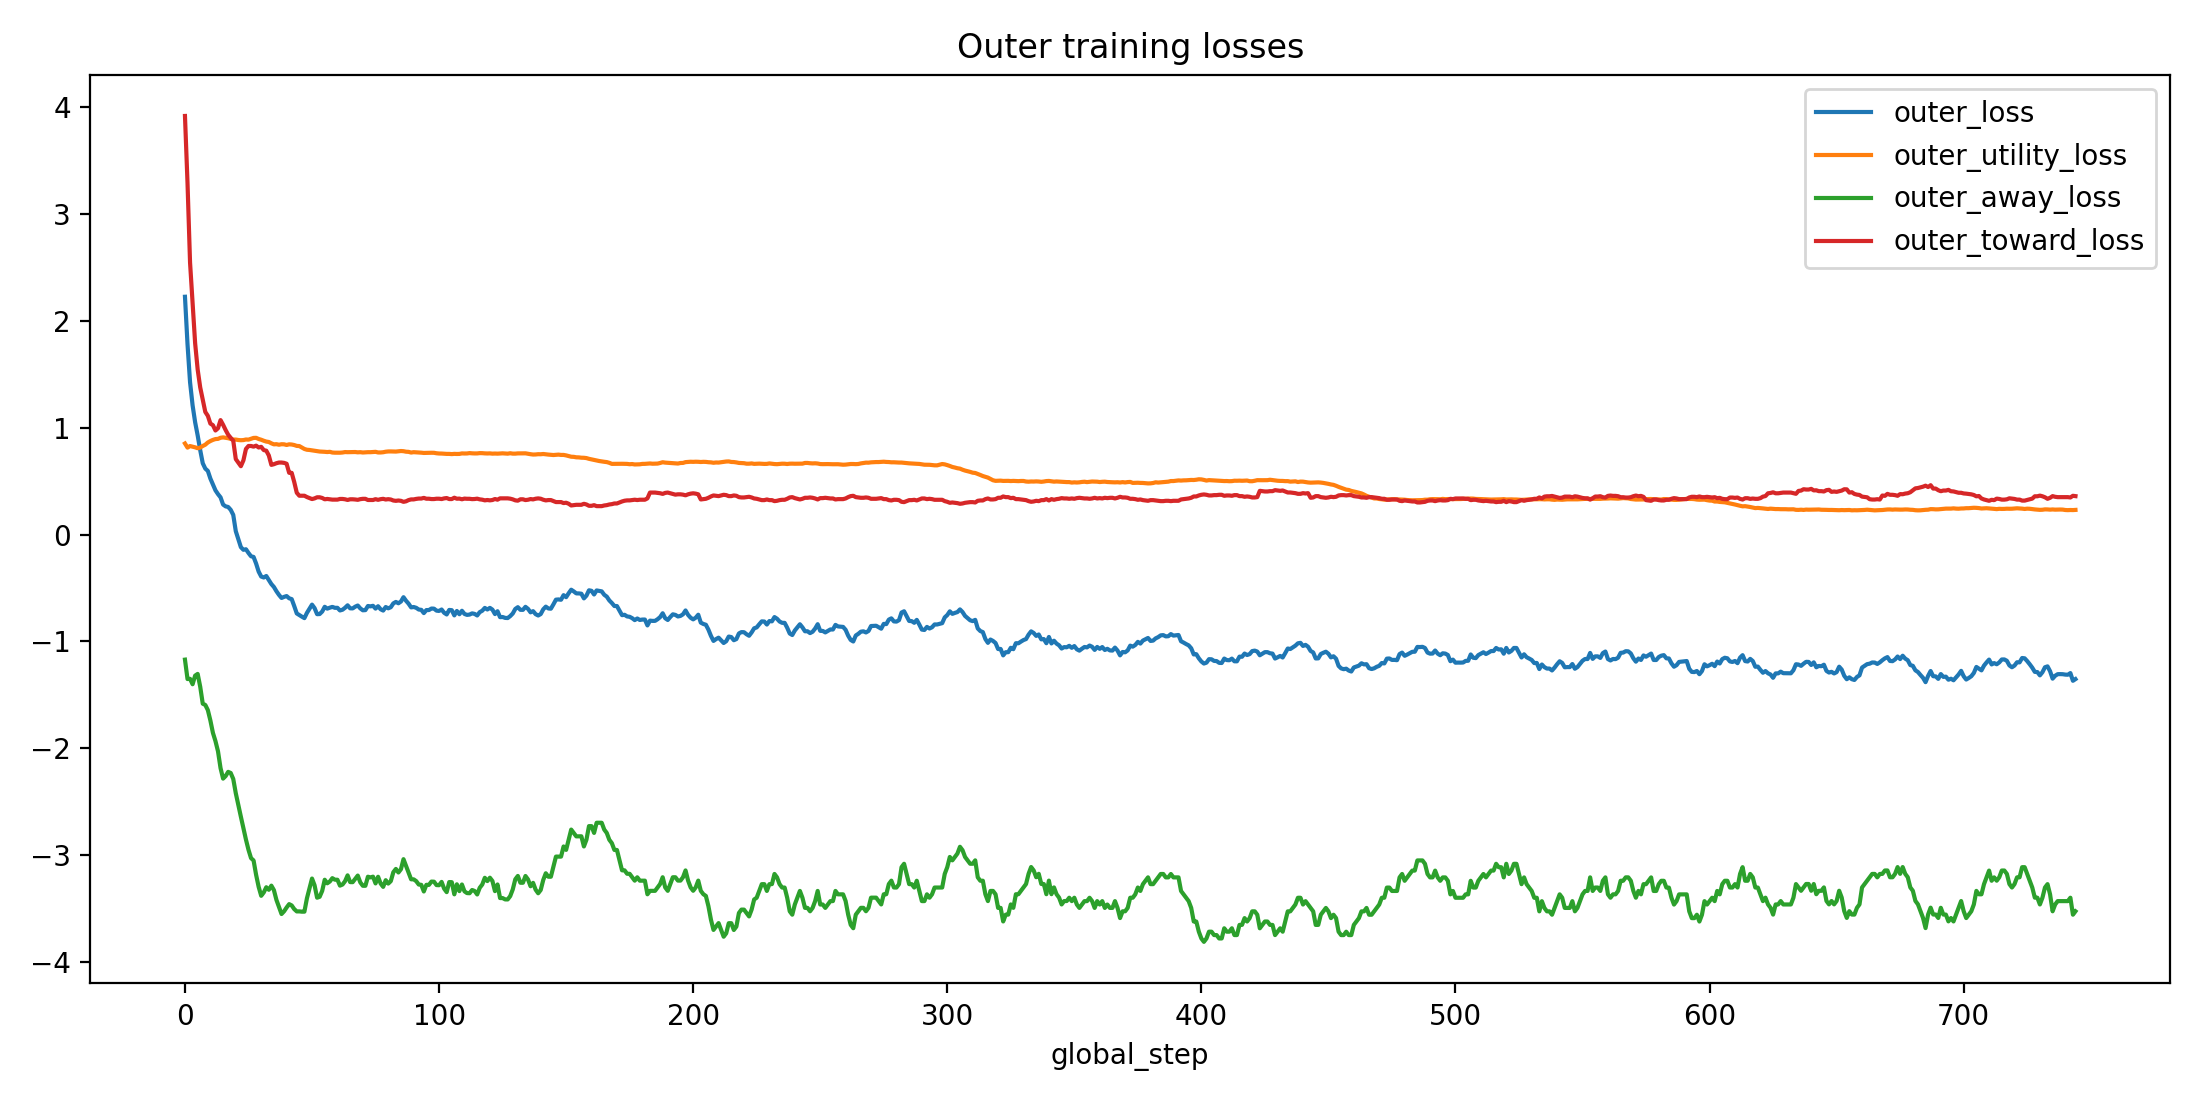 Outer training losses
4
3
2
1
0
−1
−2
−3
−4
outer_loss
outer_utility_loss
outer_away_loss
outer_toward_loss
0 100 200 300 400 500 600 700
global_step